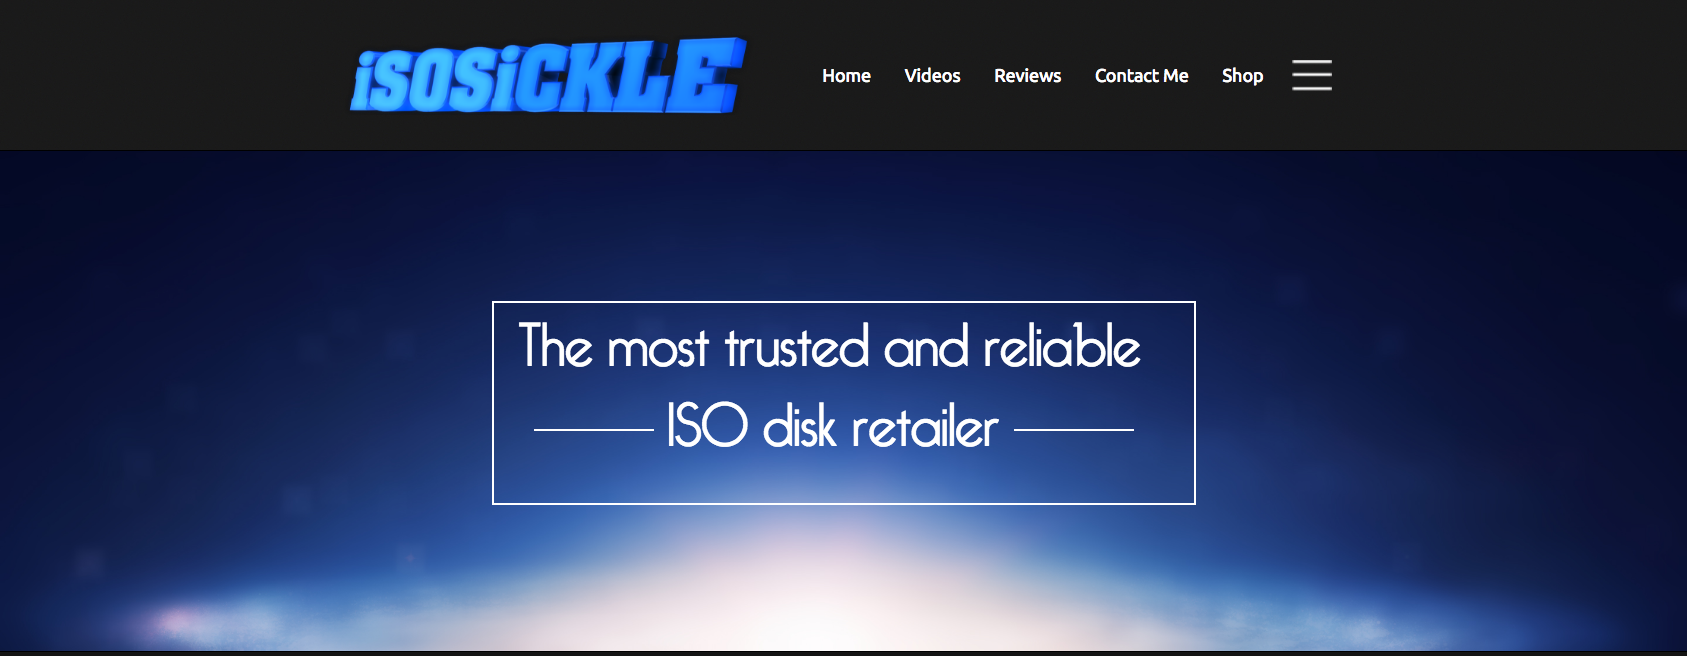 iSOSiCKLE
Home Videos Reviews Contact Me Shop
The most trusted and reliable
ISO disk retailer